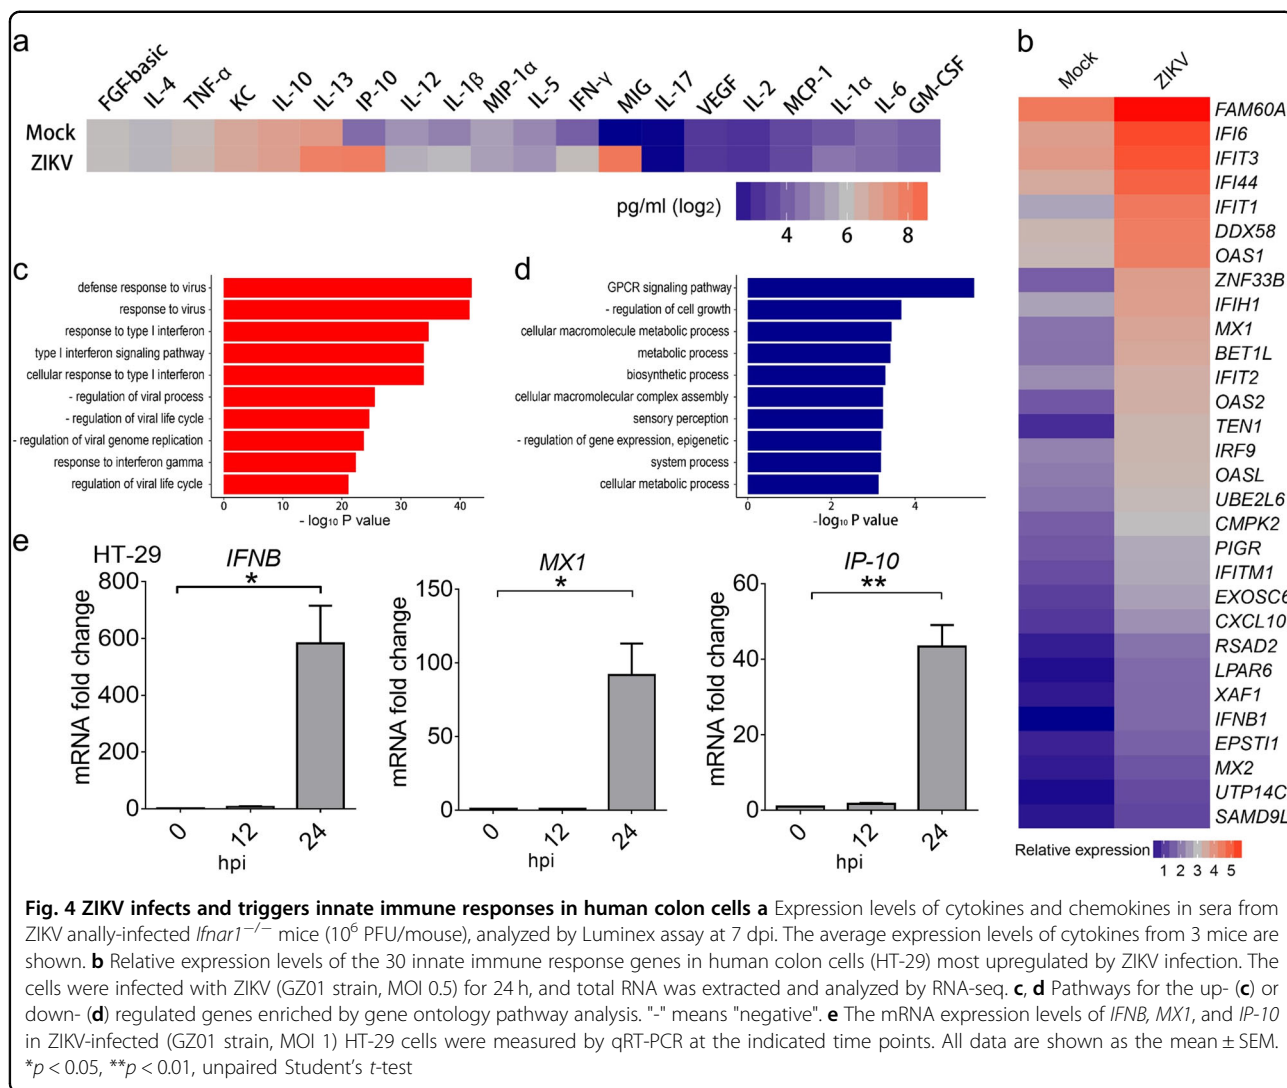 a
FGF-basic IL-4 TNF-α KC IL-10 IL-13 IP-10 IL-12 IL-1β MIP-1α IL-5 IFN-γ MIG IL-17 VEGF IL-2 MCP-1 IL-1α IL-6 GM-CSF
Mock
ZIKV
pg/ml (log2)
4 6 8
b
Mock ZIKV
FAM60A
IFI6
IFIT3
IFI44
IFIT1
DDX58
OAS1
ZNF33B
IFIH1
MX1
BET1L
IFIT2
OAS2
TEN1
IRF9
OASL
UBE2L6
CMPK2
PIGR
IFITM1
EXOSC6
CXCL10
RSAD2
LPAR6
XAF1
IFNB1
EPSTI1
MX2
UTP14C
SAMD9L
Relative expression
1 2 3 4 5
c
defense response to virus
response to virus
response to type I interferon
type I interferon signaling pathway
cellular response to type I interferon
- regulation of viral process
- regulation of viral life cycle
- regulation of viral genome replication
response to interferon gamma
regulation of viral life cycle
0 10 20 30 40
- log₁₀ P value
d
GPCR signaling pathway
- regulation of cell growth
cellular macromolecule metabolic process
metabolic process
biosynthetic process
cellular macromolecular complex assembly
sensory perception
- regulation of gene expression, epigenetic
system process
cellular metabolic process
0 2 4
-log₁₀ P value
e
HT-29
IFNB
*
mRNA fold change
800
600
400
200
0
0 12 24
hpi
MX1
*
mRNA fold change
150
100
50
0
0 12 24
hpi
IP-10
**
mRNA fold change
60
40
20
0
0 12 24
hpi
Fig. 4 ZIKV infects and triggers innate immune responses in human colon cells a Expression levels of cytokines and chemokines in sera from
ZIKV anally-infected Ifnar1⁻/⁻ mice (10⁶ PFU/mouse), analyzed by Luminex assay at 7 dpi. The average expression levels of cytokines from 3 mice are
shown. b Relative expression levels of the 30 innate immune response genes in human colon cells (HT-29) most upregulated by ZIKV infection. The
cells were infected with ZIKV (GZ01 strain, MOI 0.5) for 24 h, and total RNA was extracted and analyzed by RNA-seq. c, d Pathways for the up- (c) or
down- (d) regulated genes enriched by gene ontology pathway analysis. "-" means "negative". e The mRNA expression levels of IFNB, MX1, and IP-10
in ZIKV-infected (GZ01 strain, MOI 1) HT-29 cells were measured by qRT-PCR at the indicated time points. All data are shown as the mean ± SEM.
*p < 0.05, **p < 0.01, unpaired Student's t-test